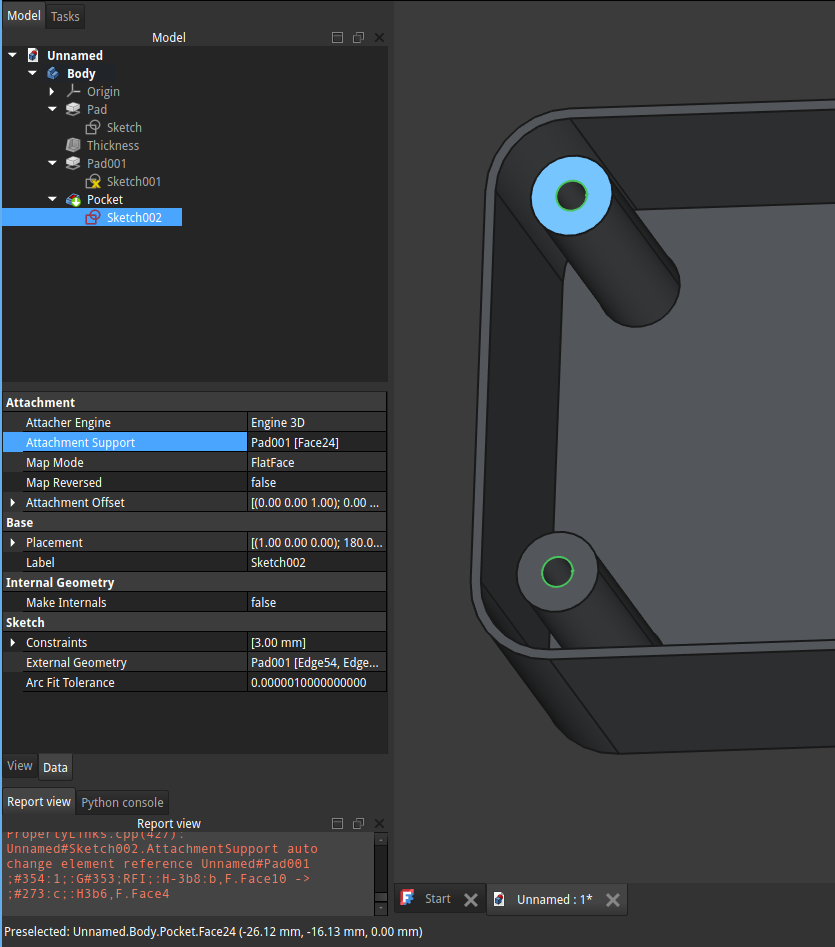 Model Tasks
Model
Unnamed
Body
Origin
Pad
Sketch
Thickness
Pad001
Sketch001
Pocket
Sketch002
Attachment
Attacher Engine Engine 3D
Attachment Support Pad001 [Face24]
Map Mode FlatFace
Map Reversed false
Attachment Offset [(0.00 0.00 1.00); 0.00 ...
Base
Placement [(1.00 0.00 0.00); 180.0...
Label Sketch002
Internal Geometry
Make Internals false
Sketch
Constraints [3.00 mm]
External Geometry Pad001 [Edge54, Edge...
Arc Fit Tolerance 0.0000010000000000
View Data
Report view Python console
Report view
PropertyLinks.cpp(427):
Unnamed#Sketch002.AttachmentSupport auto
change element reference Unnamed#Pad001
;#354:1;:G#353;RFI;:H-3b8:b,F.Face10 ->
;#273:c;:H3b6,F.Face4
Start Unnamed : 1*
Preselected: Unnamed.Body.Pocket.Face24 (-26.12 mm, -16.13 mm, 0.00 mm)